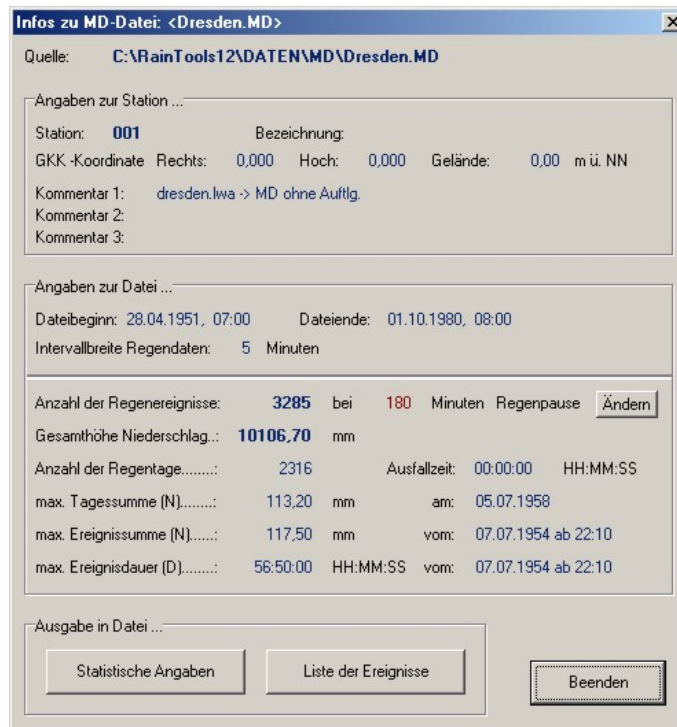 Infos zu MD-Datei: <Dresden.MD>
Quelle: C:\RainTools12\DATEN\MD\Dresden.MD
Angaben zur Station ...
Station: 001 Bezeichnung:
GKK -Koordinate Rechts: 0,000 Hoch: 0,000 Gelände: 0,00 m ü. NN
Kommentar 1: dresden.lwa -> MD ohne Auftlg.
Kommentar 2:
Kommentar 3:
Angaben zur Datei ...
Dateibeginn: 28.04.1951, 07:00 Dateiende: 01.10.1980, 08:00
Intervallbreite Regendaten: 5 Minuten
Anzahl der Regenereignisse: 3285 bei 180 Minuten Regenpause Ändern
Gesamthöhe Niederschlag..: 10106,70 mm
Anzahl der Regentage.......: 2316 Ausfallzeit: 00:00:00 HH:MM:SS
max. Tagessumme (N).......: 113,20 mm am: 05.07.1958
max. Ereignissumme (N).....: 117,50 mm vom: 07.07.1954 ab 22:10
max. Ereignisdauer (D).......: 56:50:00 HH:MM:SS vom: 07.07.1954 ab 22:10
Ausgabe in Datei ...
Statistische Angaben Liste der Ereignisse Beenden